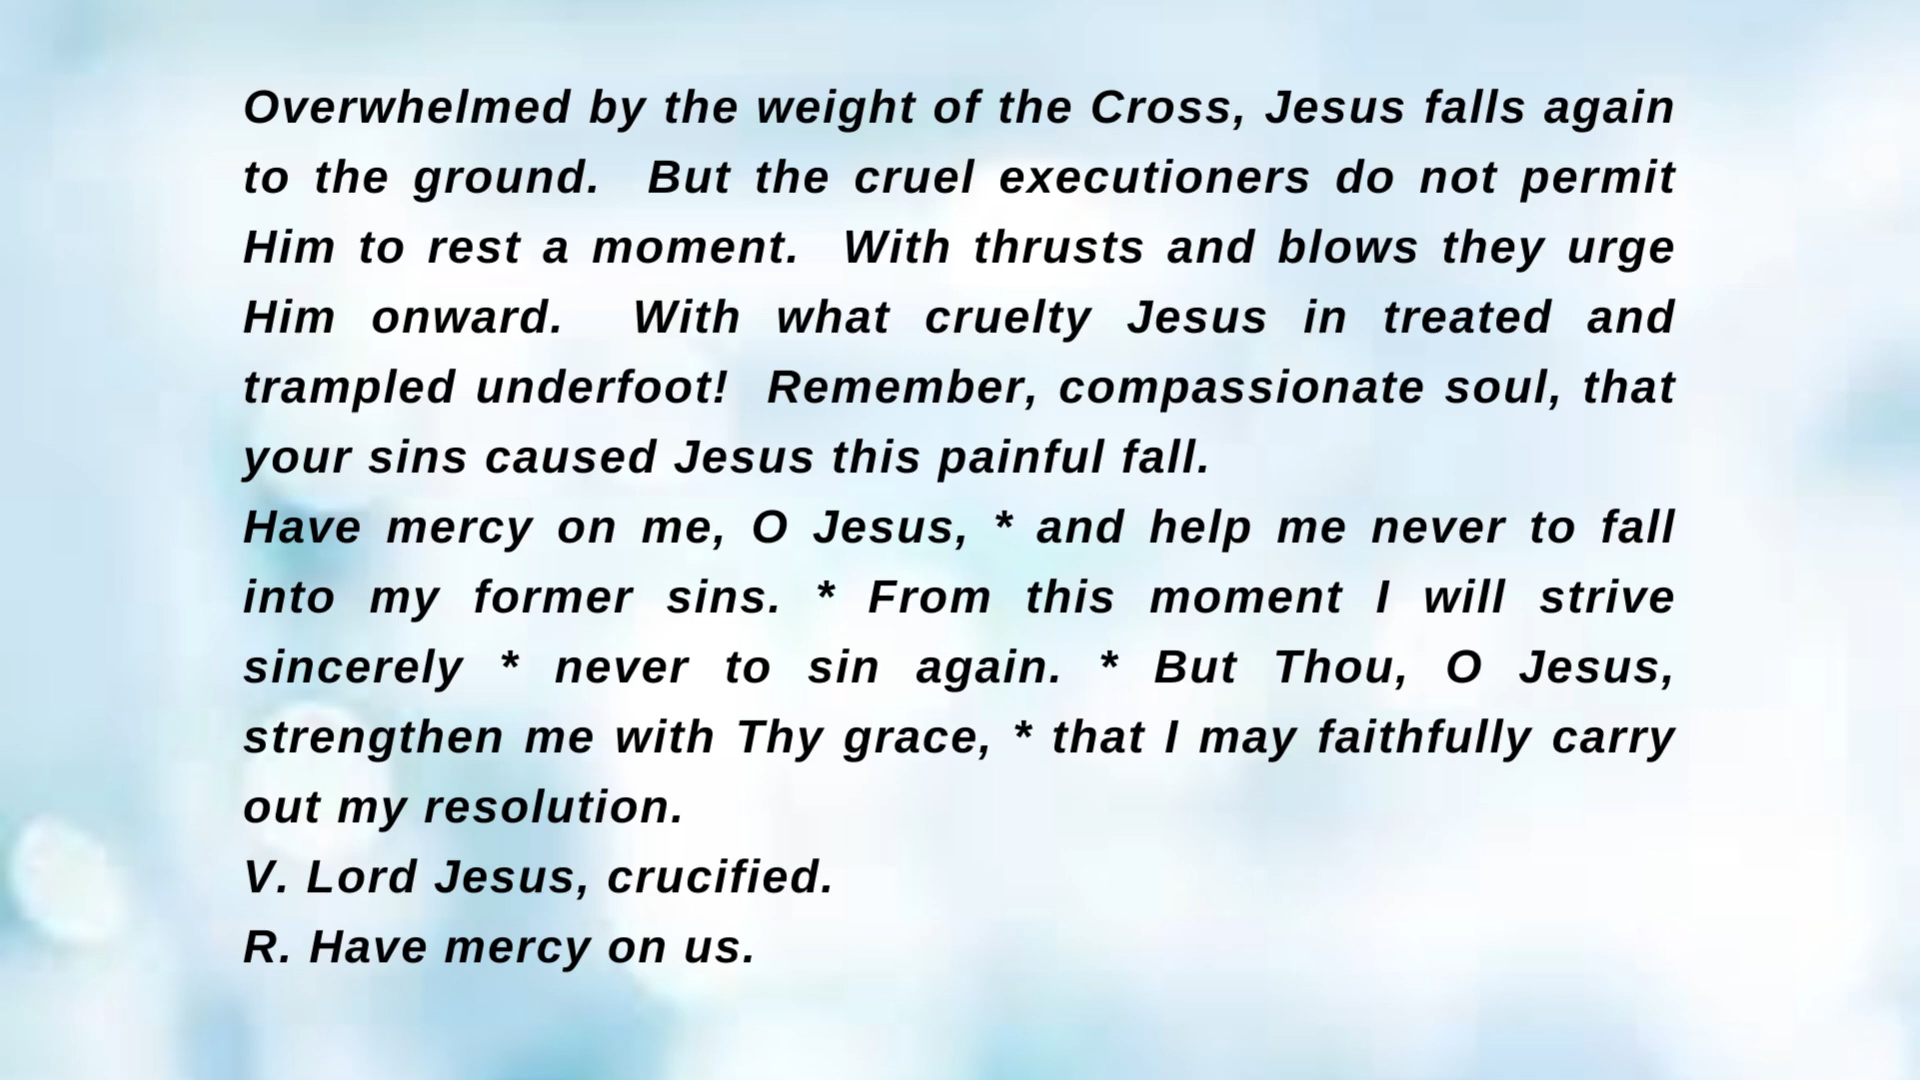 Overwhelmed by the weight of the Cross, Jesus falls again
to the ground.  But the cruel executioners do not permit
Him to rest a moment.  With thrusts and blows they urge
Him onward.  With what cruelty Jesus in treated and
trampled underfoot!  Remember, compassionate soul, that
your sins caused Jesus this painful fall.
Have mercy on me, O Jesus, * and help me never to fall
into my former sins. * From this moment I will strive
sincerely * never to sin again. * But Thou, O Jesus,
strengthen me with Thy grace, * that I may faithfully carry
out my resolution.
V. Lord Jesus, crucified.
R. Have mercy on us.